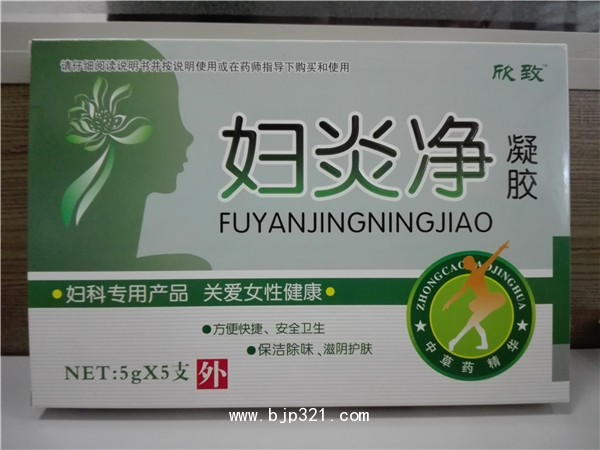 请仔细阅读说明书并按说明使用或在药师指导下购买和使用
欣致™
妇炎净
凝胶
FUYANJINGNINGJIAO
ZHONGCAOYAOJINGHUA
中草药精华
•妇科专用产品 关爱女性健康•
•方便快捷、安全卫生
•保洁除味、滋阴护肤
NET:5gX5支
外
www.bjp321.com